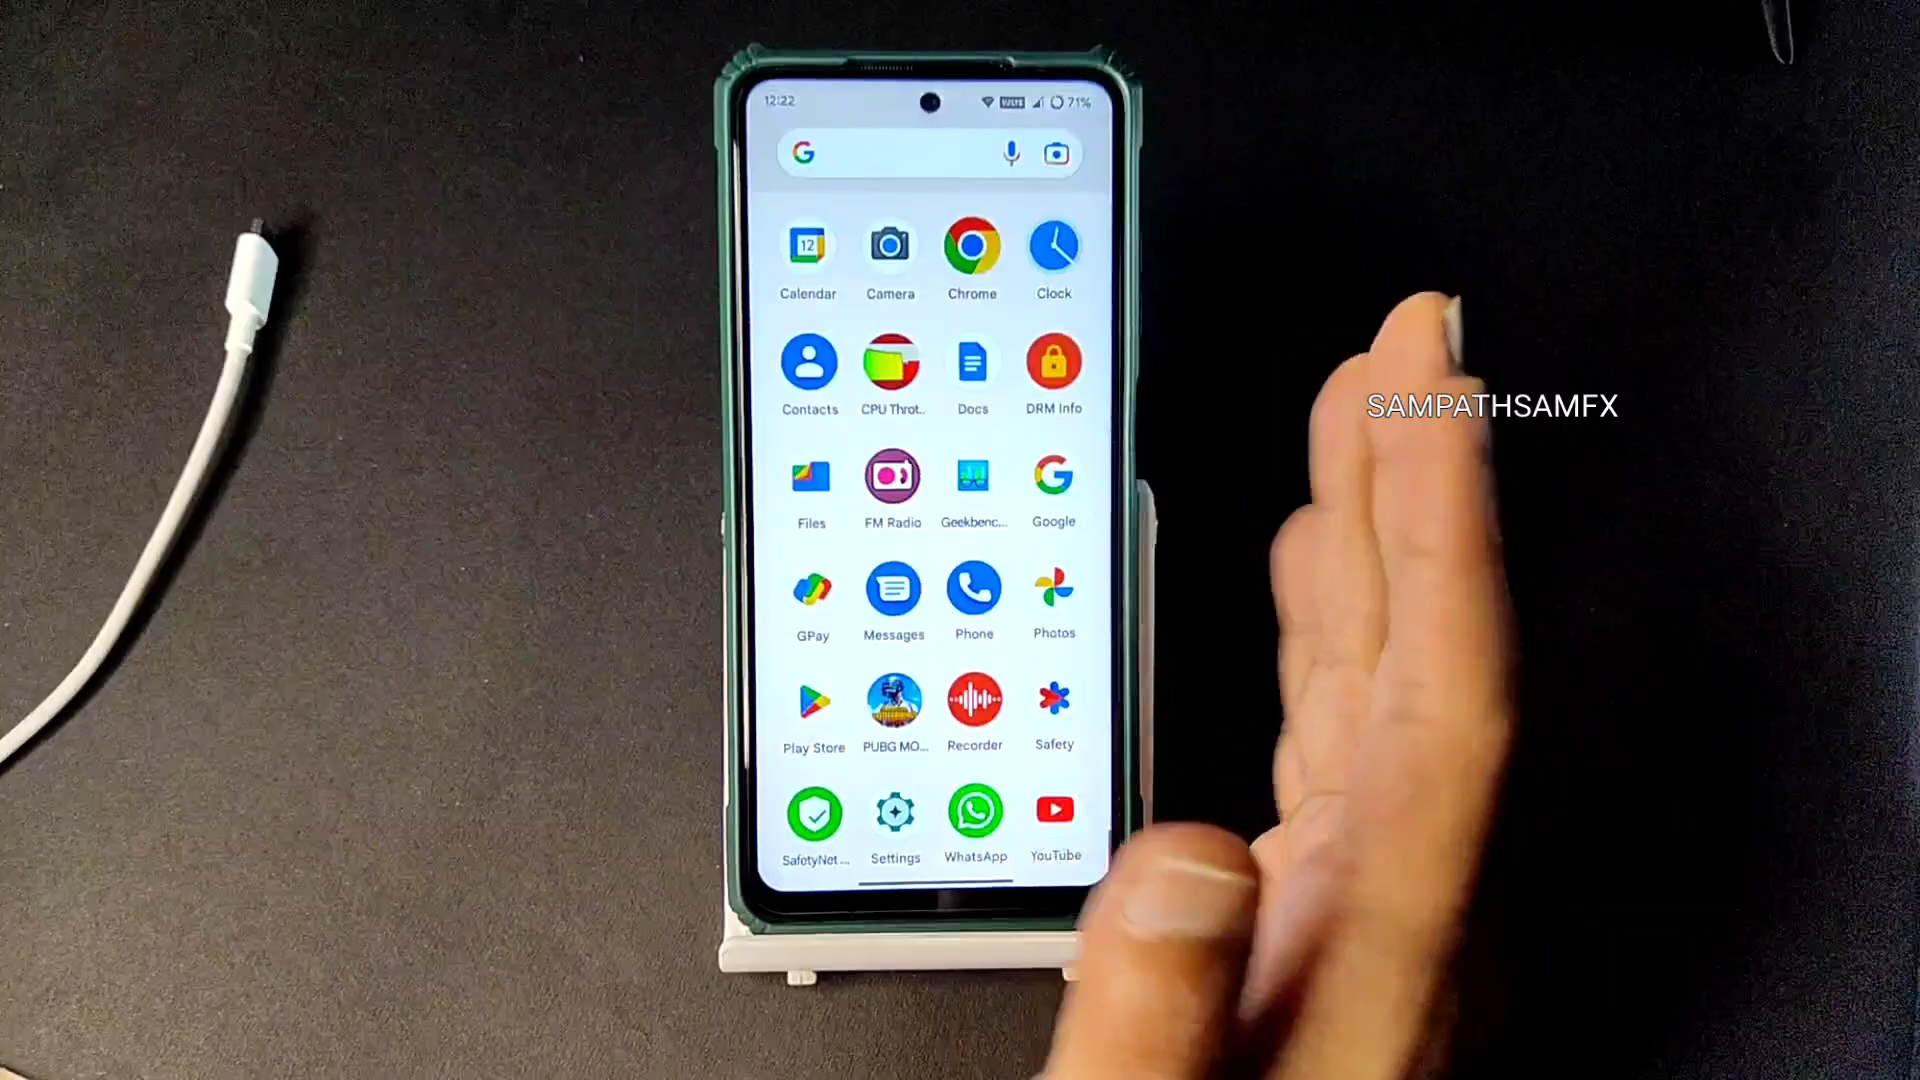 12:22 VoLTE 71%
G
12
Calendar Camera Chrome Clock
Contacts CPU Throt.. Docs DRM Info
SAMPATHSAMFX
Files FM Radio Geekbenc... Google
GPay Messages Phone Photos
Play Store PUBG MO... Recorder Safety
SafetyNet ... Settings WhatsApp YouTube